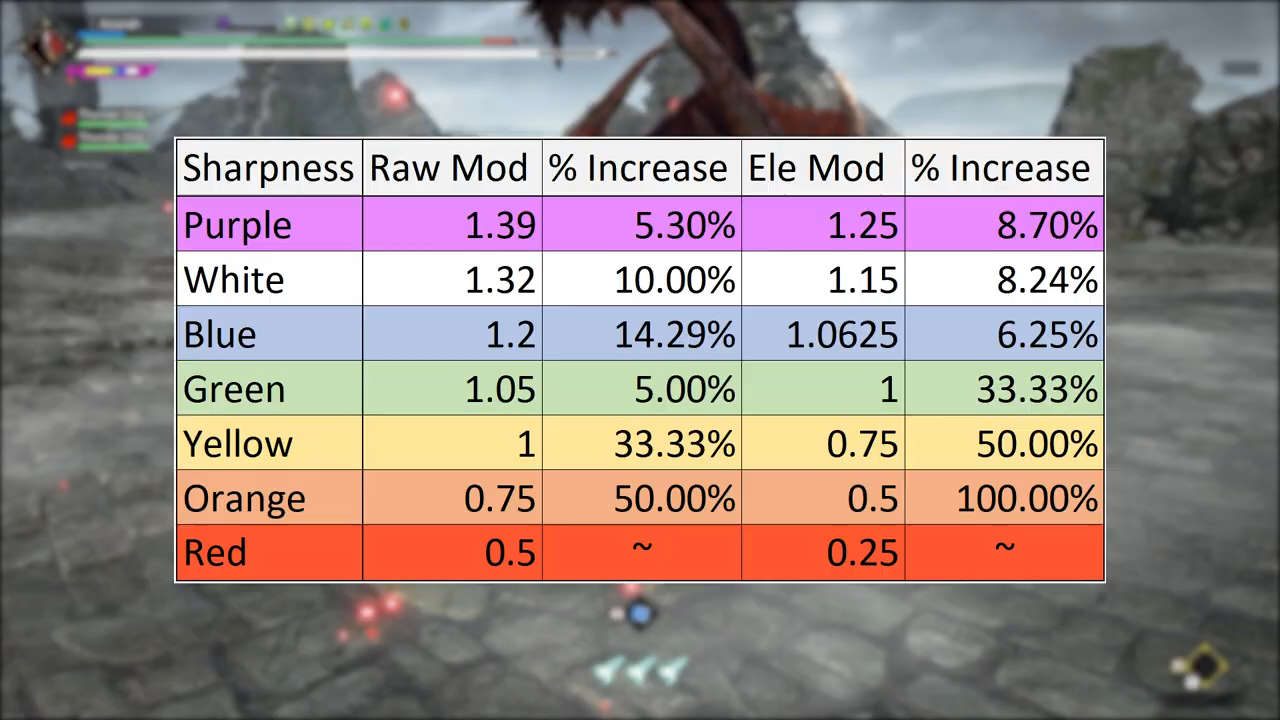 Sharpness Raw Mod % Increase Ele Mod % Increase
Purple 1.39 5.30% 1.25 8.70%
White 1.32 10.00% 1.15 8.24%
Blue 1.2 14.29% 1.0625 6.25%
Green 1.05 5.00% 1 33.33%
Yellow 1 33.33% 0.75 50.00%
Orange 0.75 50.00% 0.5 100.00%
Red 0.5 ~ 0.25 ~